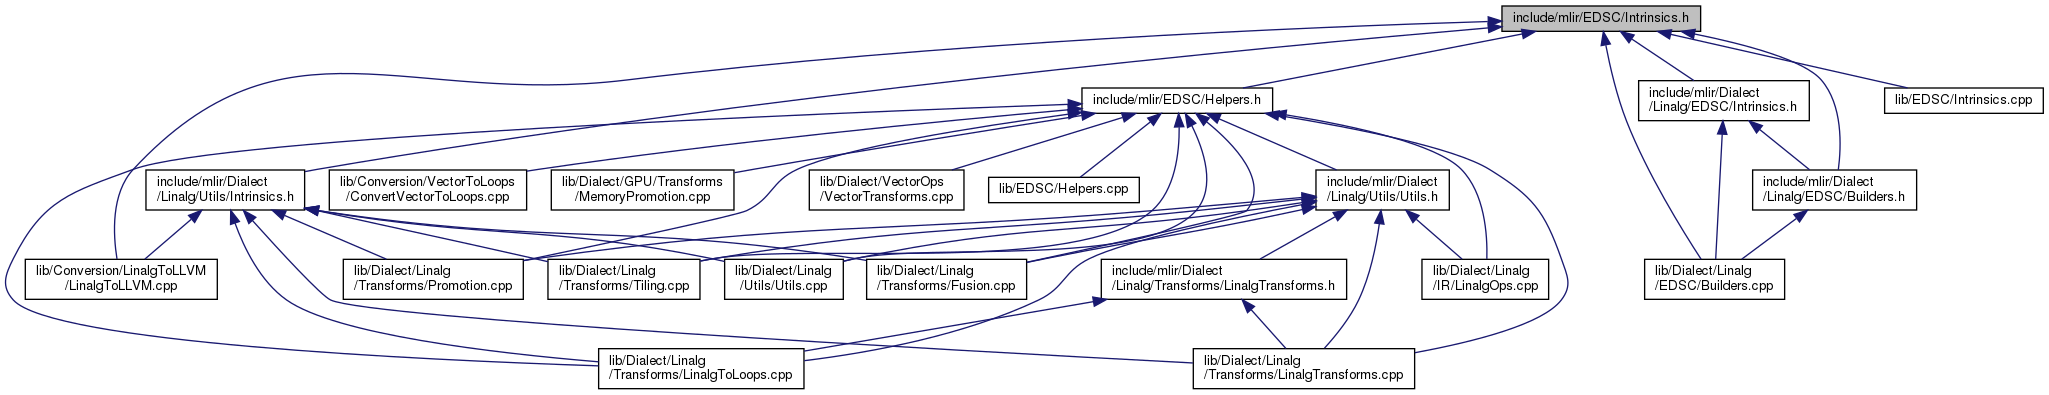 include/mlir/EDSC/Intrinsics.h
include/mlir/EDSC/Helpers.h
include/mlir/Dialect
/Linalg/EDSC/Intrinsics.h
lib/EDSC/Intrinsics.cpp
include/mlir/Dialect
/Linalg/Utils/Intrinsics.h
lib/Conversion/VectorToLoops
/ConvertVectorToLoops.cpp
lib/Dialect/GPU/Transforms
/MemoryPromotion.cpp
lib/Dialect/VectorOps
/VectorTransforms.cpp
lib/EDSC/Helpers.cpp
include/mlir/Dialect
/Linalg/Utils/Utils.h
include/mlir/Dialect
/Linalg/EDSC/Builders.h
lib/Conversion/LinalgToLLVM
/LinalgToLLVM.cpp
lib/Dialect/Linalg
/Transforms/Promotion.cpp
lib/Dialect/Linalg
/Transforms/Tiling.cpp
lib/Dialect/Linalg
/Utils/Utils.cpp
lib/Dialect/Linalg
/Transforms/Fusion.cpp
include/mlir/Dialect
/Linalg/Transforms/LinalgTransforms.h
lib/Dialect/Linalg
/IR/LinalgOps.cpp
lib/Dialect/Linalg
/EDSC/Builders.cpp
lib/Dialect/Linalg
/Transforms/LinalgToLoops.cpp
lib/Dialect/Linalg
/Transforms/LinalgTransforms.cpp